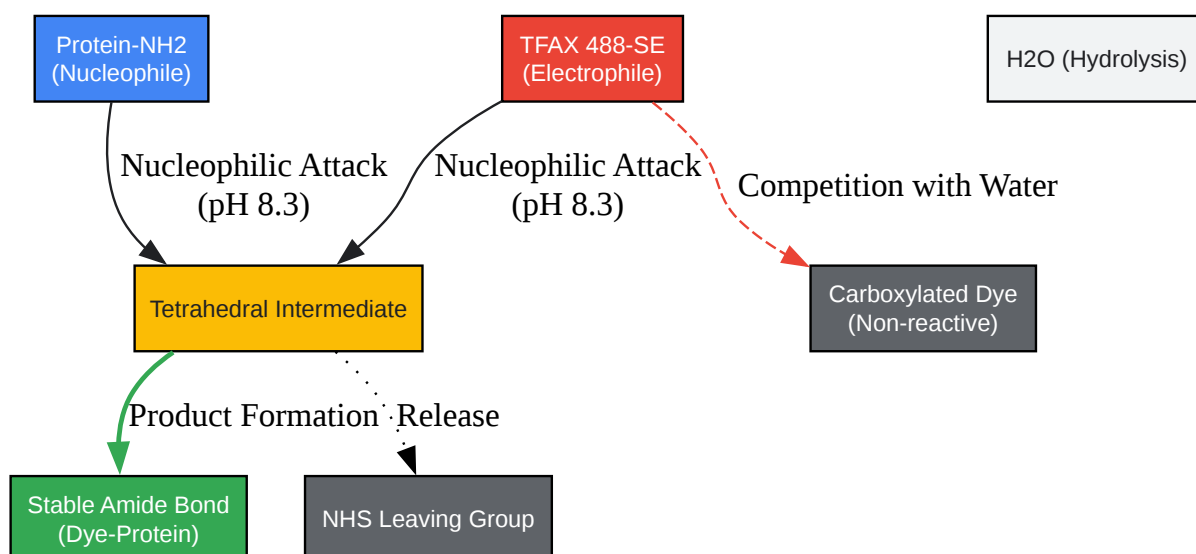 Protein-NH2
(Nucleophile)
TFAX 488-SE
(Electrophile)
H2O (Hydrolysis)
Nucleophilic Attack
(pH 8.3)
Nucleophilic Attack
(pH 8.3)
Competition with Water
Tetrahedral Intermediate
Carboxylated Dye
(Non-reactive)
Product Formation
Release
Stable Amide Bond
(Dye-Protein)
NHS Leaving Group